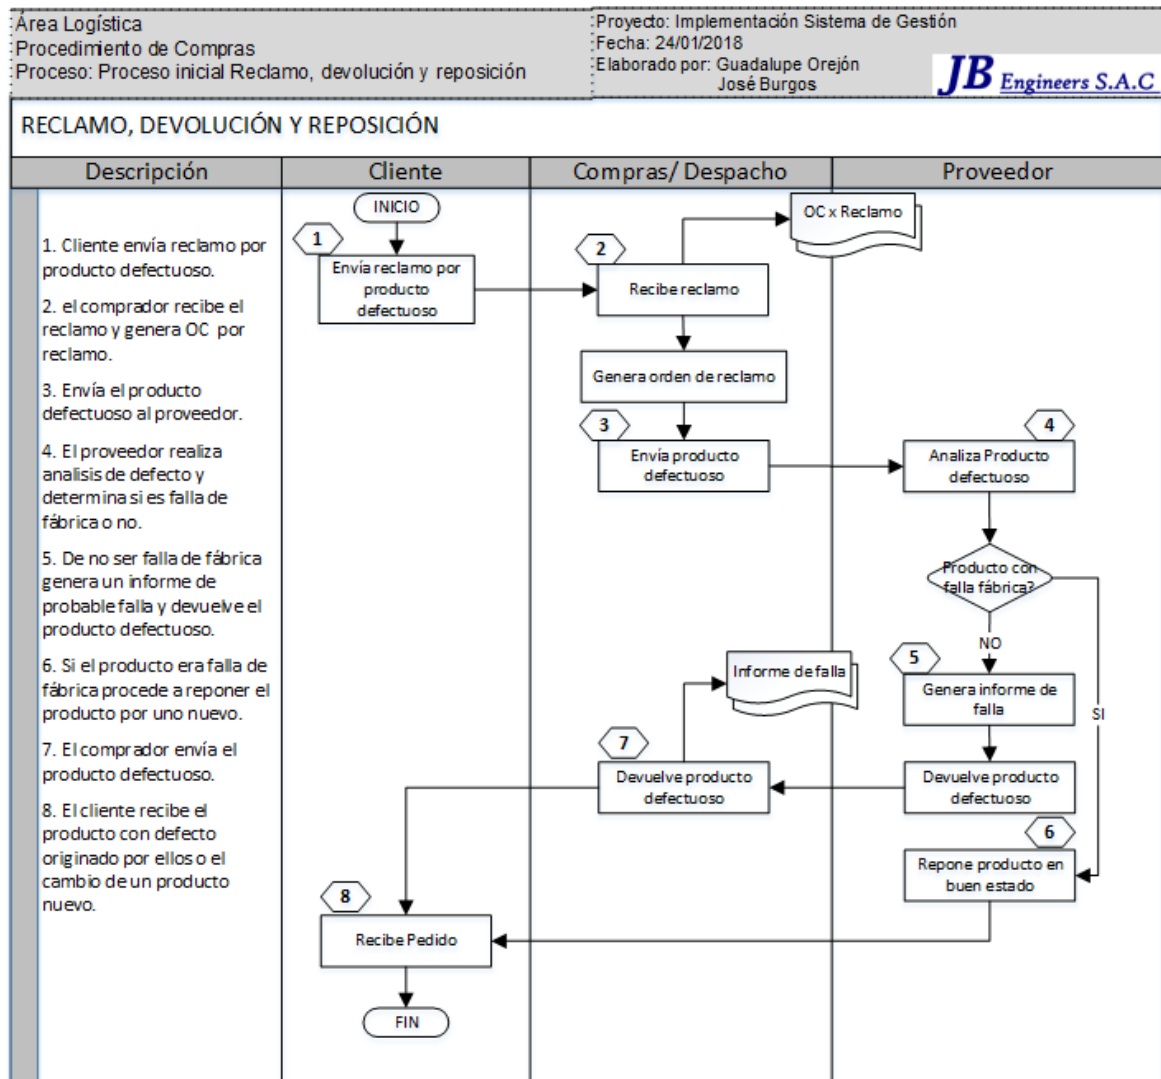 Área Logística
Procedimiento de Compras
Proceso: Proceso inicial Reclamo, devolución y reposición
Proyecto: Implementación Sistema de Gestión
Fecha: 24/01/2018
Elaborado por: Guadalupe Orejón
José Burgos
JB Engineers S.A.C
RECLAMO, DEVOLUCIÓN Y REPOSICIÓN
Descripción
Cliente
Compras/ Despacho
Proveedor
1. Cliente envía reclamo por
producto defectuoso.
2. el comprador recibe el
reclamo y genera OC por
reclamo.
3. Envía el producto
defectuoso al proveedor.
4. El proveedor realiza
analisis de defecto y
determina si es falla de
fábrica o no.
5. De no ser falla de fábrica
genera un informe de
probable falla y devuelve el
producto defectuoso.
6. Si el producto era falla de
fábrica procede a reponer el
producto por uno nuevo.
7. El comprador envía el
producto defectuoso.
8. El cliente recibe el
producto con defecto
originado por ellos o el
cambio de un producto
nuevo.
INICIO
1
Envía reclamo por
producto
defectuoso
2
Recibe reclamo
OC x Reclamo
Genera orden de reclamo
3
Envía producto
defectuoso
4
Analiza Producto
defectuoso
Producto con
falla fábrica?
NO
SI
5
Genera informe de
falla
Devuelve producto
defectuoso
Informe de falla
7
Devuelve producto
defectuoso
6
Repone producto en
buen estado
8
Recibe Pedido
FIN